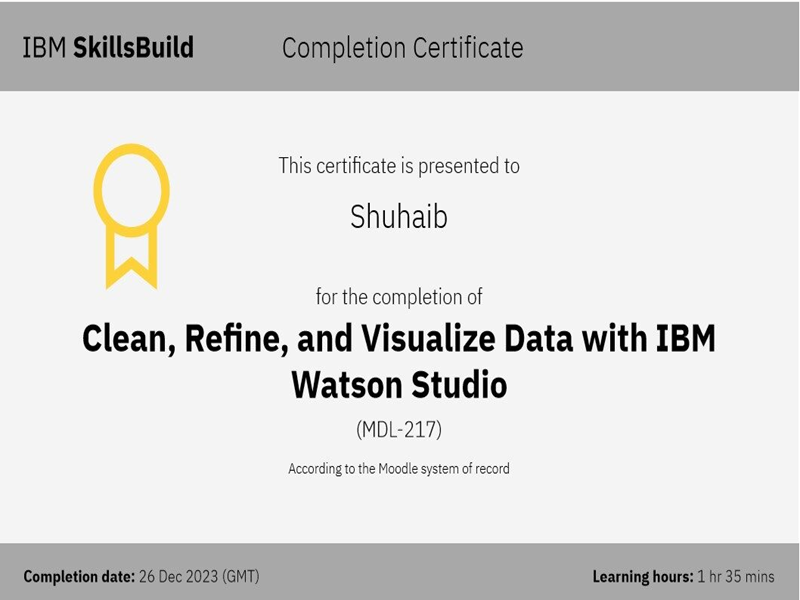 IBM SkillsBuild
Completion Certificate
This certificate is presented to
Shuhaib
for the completion of
Clean, Refine, and Visualize Data with IBM
Watson Studio
(MDL-217)
According to the Moodle system of record
Completion date: 26 Dec 2023 (GMT)
Learning hours: 1 hr 35 mins